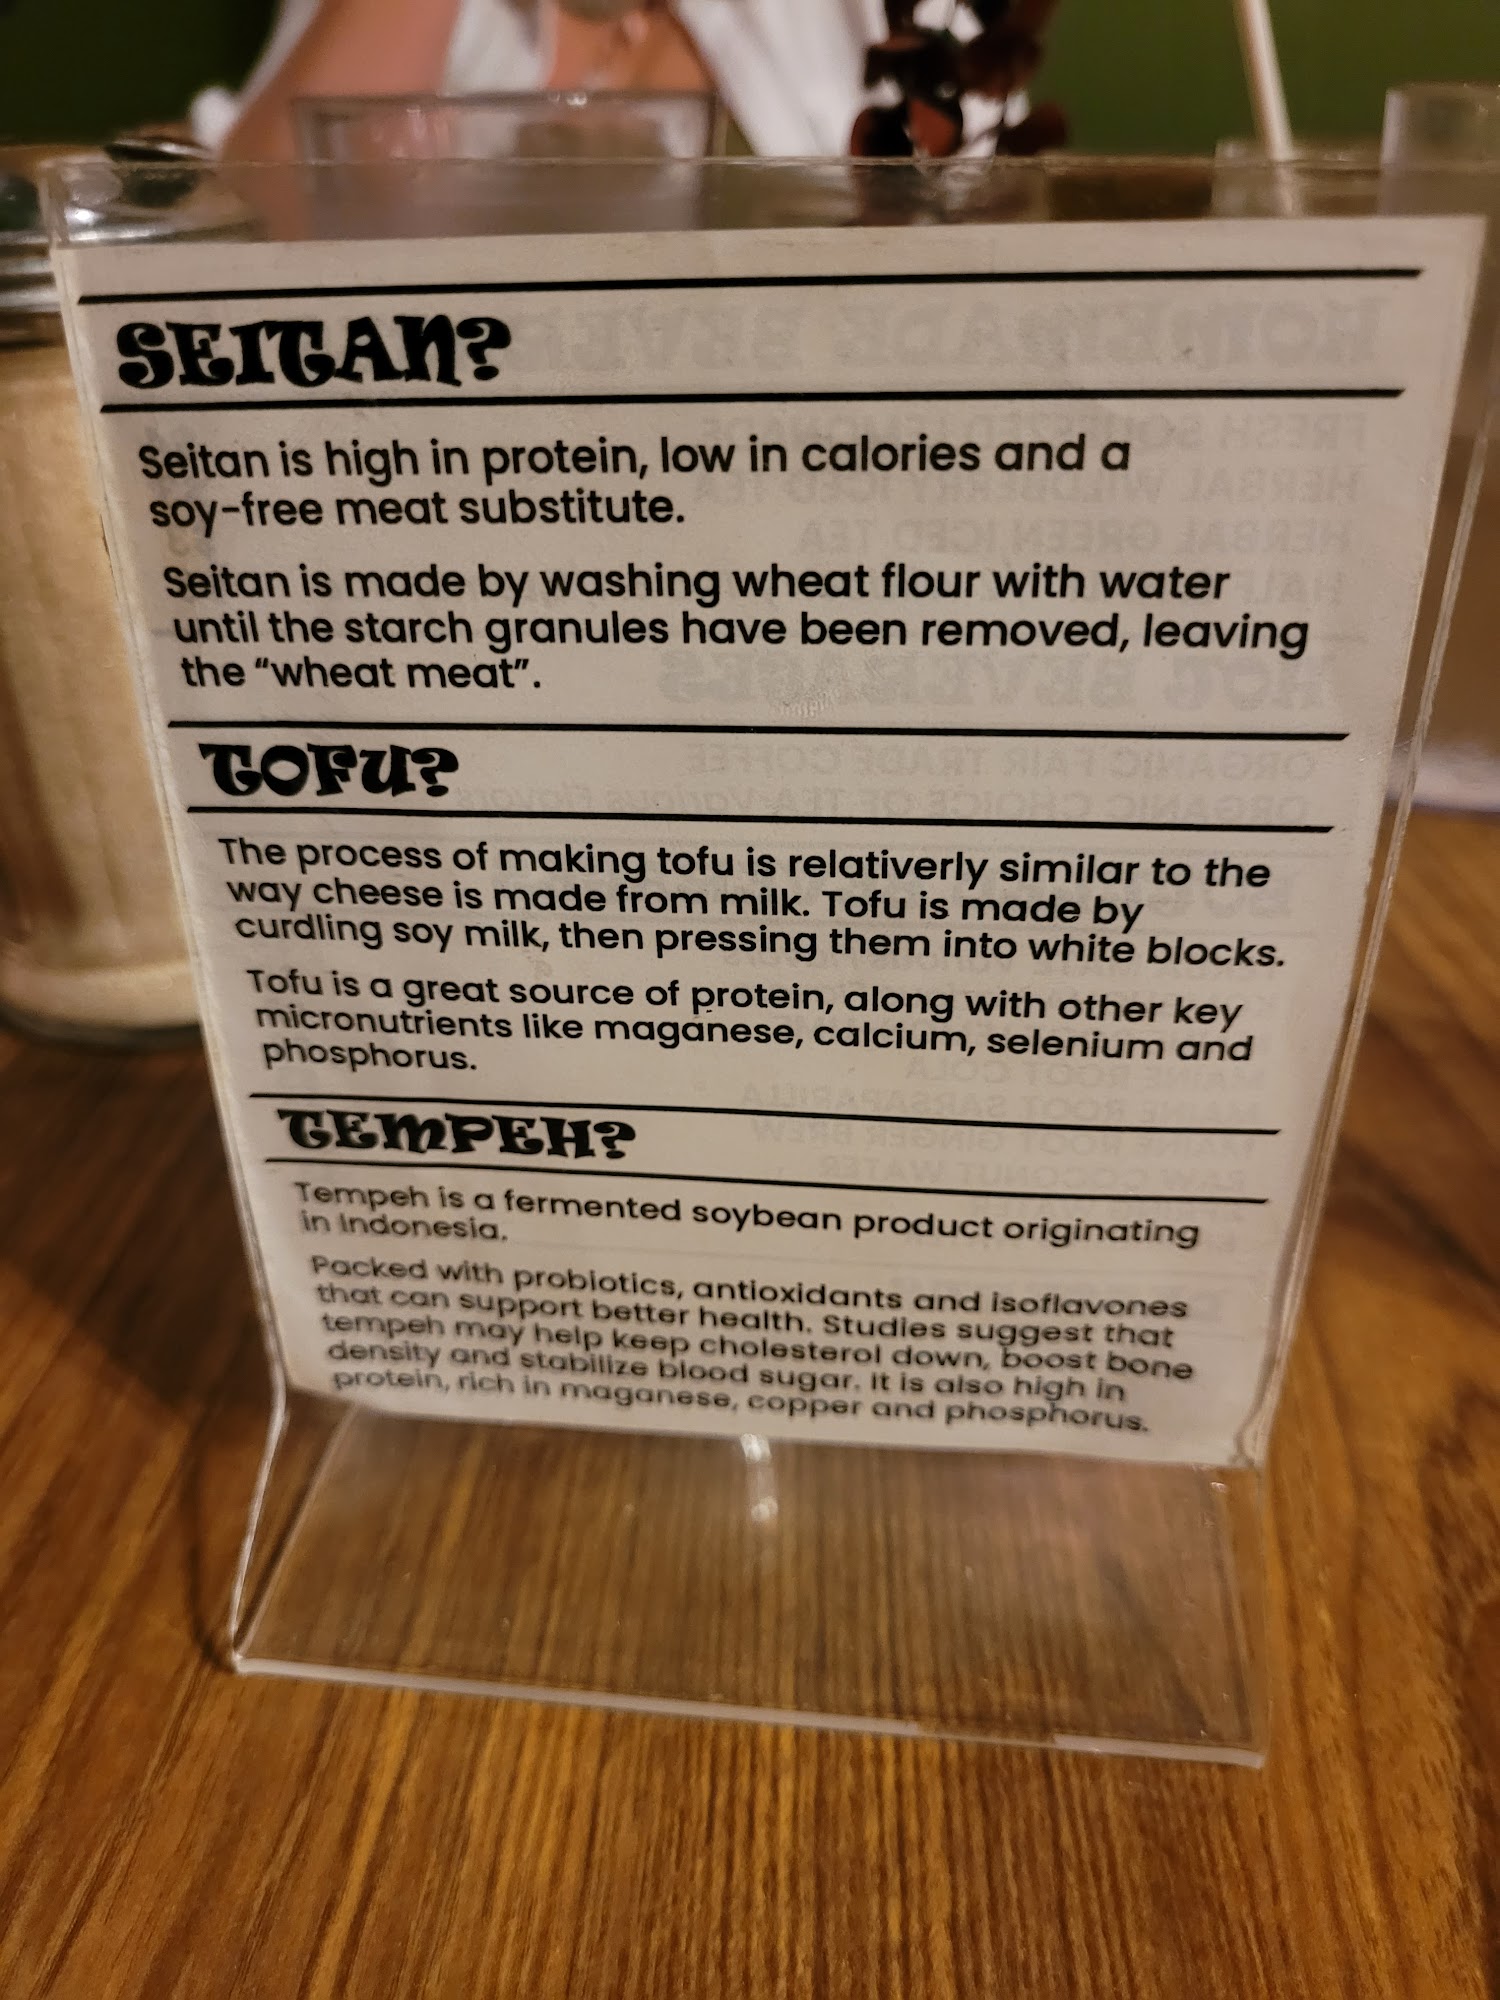 SEITAN?
Seitan is high in protein, low in calories and a
soy-free meat substitute.
Seitan is made by washing wheat flour with water
until the starch granules have been removed, leaving
the “wheat meat”.
TOFU?
The process of making tofu is relativerly similar to the
way cheese is made from milk. Tofu is made by
curdling soy milk, then pressing them into white blocks.
Tofu is a great source of protein, along with other key
micronutrients like maganese, calcium, selenium and
phosphorus.
TEMPEH?
Tempeh is a fermented soybean product originating
in Indonesia.
Packed with probiotics, antioxidants and isoflavones
that can support better health. Studies suggest that
tempeh may help keep cholesterol down, boost bone
density and stabilize blood sugar. It is also high in
protein, rich in maganese, copper and phosphorus.